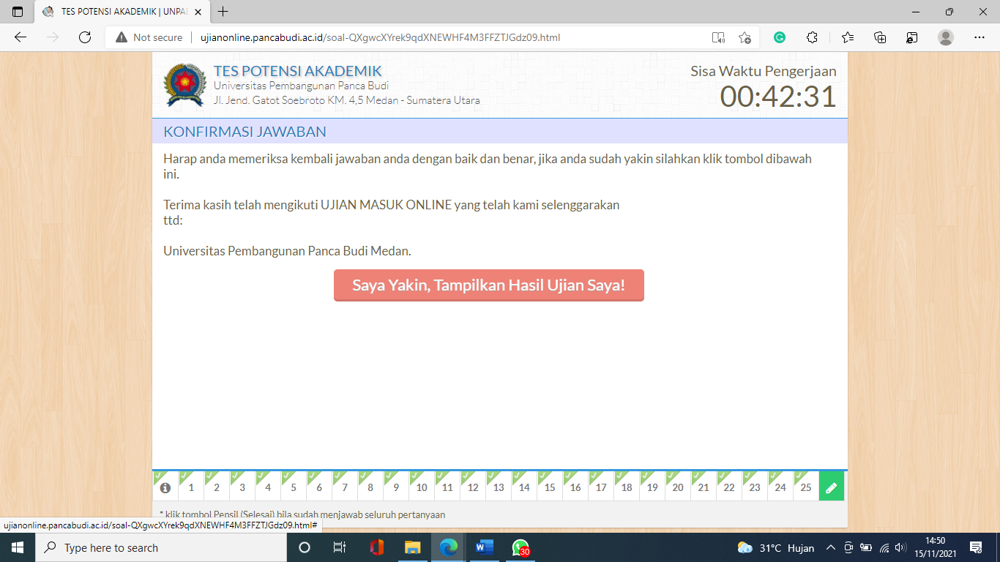 TES POTENSI AKADEMIK | UNPAB
Not secure | ujianonline.pancabudi.ac.id/soal-QXgwcXYrek9qdXNEWHF4M3FFZTJGdz09.html
TES POTENSI AKADEMIK
Universitas Pembangunan Panca Budi
Jl. Jend. Gatot Soebroto KM. 4,5 Medan - Sumatera Utara
Sisa Waktu Pengerjaan
00:42:31
KONFIRMASI JAWABAN
Harap anda memeriksa kembali jawaban anda dengan baik dan benar, jika anda sudah yakin silahkan klik tombol dibawah
ini.
Terima kasih telah mengikuti UJIAN MASUK ONLINE yang telah kami selenggarakan
ttd:
Universitas Pembangunan Panca Budi Medan.
Saya Yakin, Tampilkan Hasil Ujian Saya!
1 2 3 4 5 6 7 8 9 10 11 12 13 14 15 16 17 18 19 20 21 22 23 24 25
* klik tombol Pensil (Selesai) bila sudah menjawab seluruh pertanyaan
ujianonline.pancabudi.ac.id/soal-QXgwcXYrek9qdXNEWHF4M3FFZTJGdz09.html#
Type here to search
30
31°C Hujan
14:50
15/11/2021